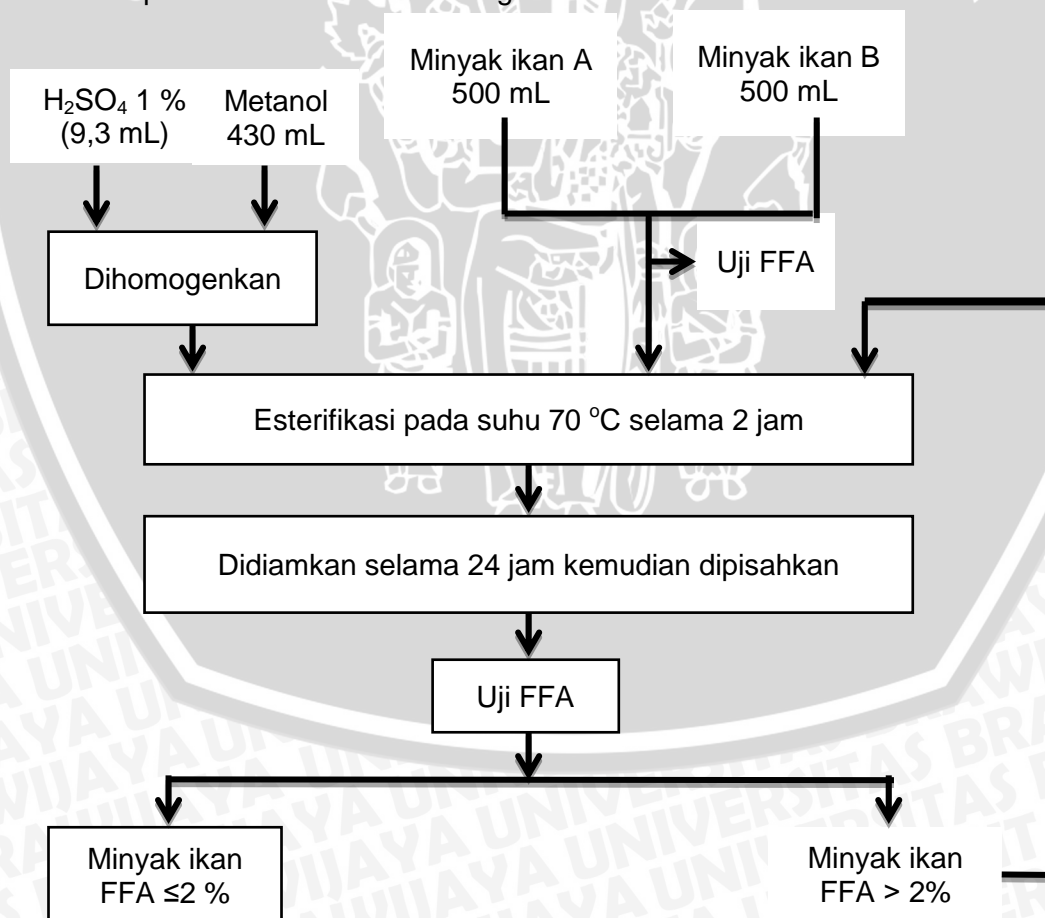 Minyak ikan A
500 mL
Minyak ikan B
500 mL
H₂SO₄ 1 %
(9,3 mL)
Metanol
430 mL
Dihomogenkan
Uji FFA
Esterifikasi pada suhu 70 °C selama 2 jam
Didiamkan selama 24 jam kemudian dipisahkan
Uji FFA
Minyak ikan
FFA ≤2 %
Minyak ikan
FFA > 2%